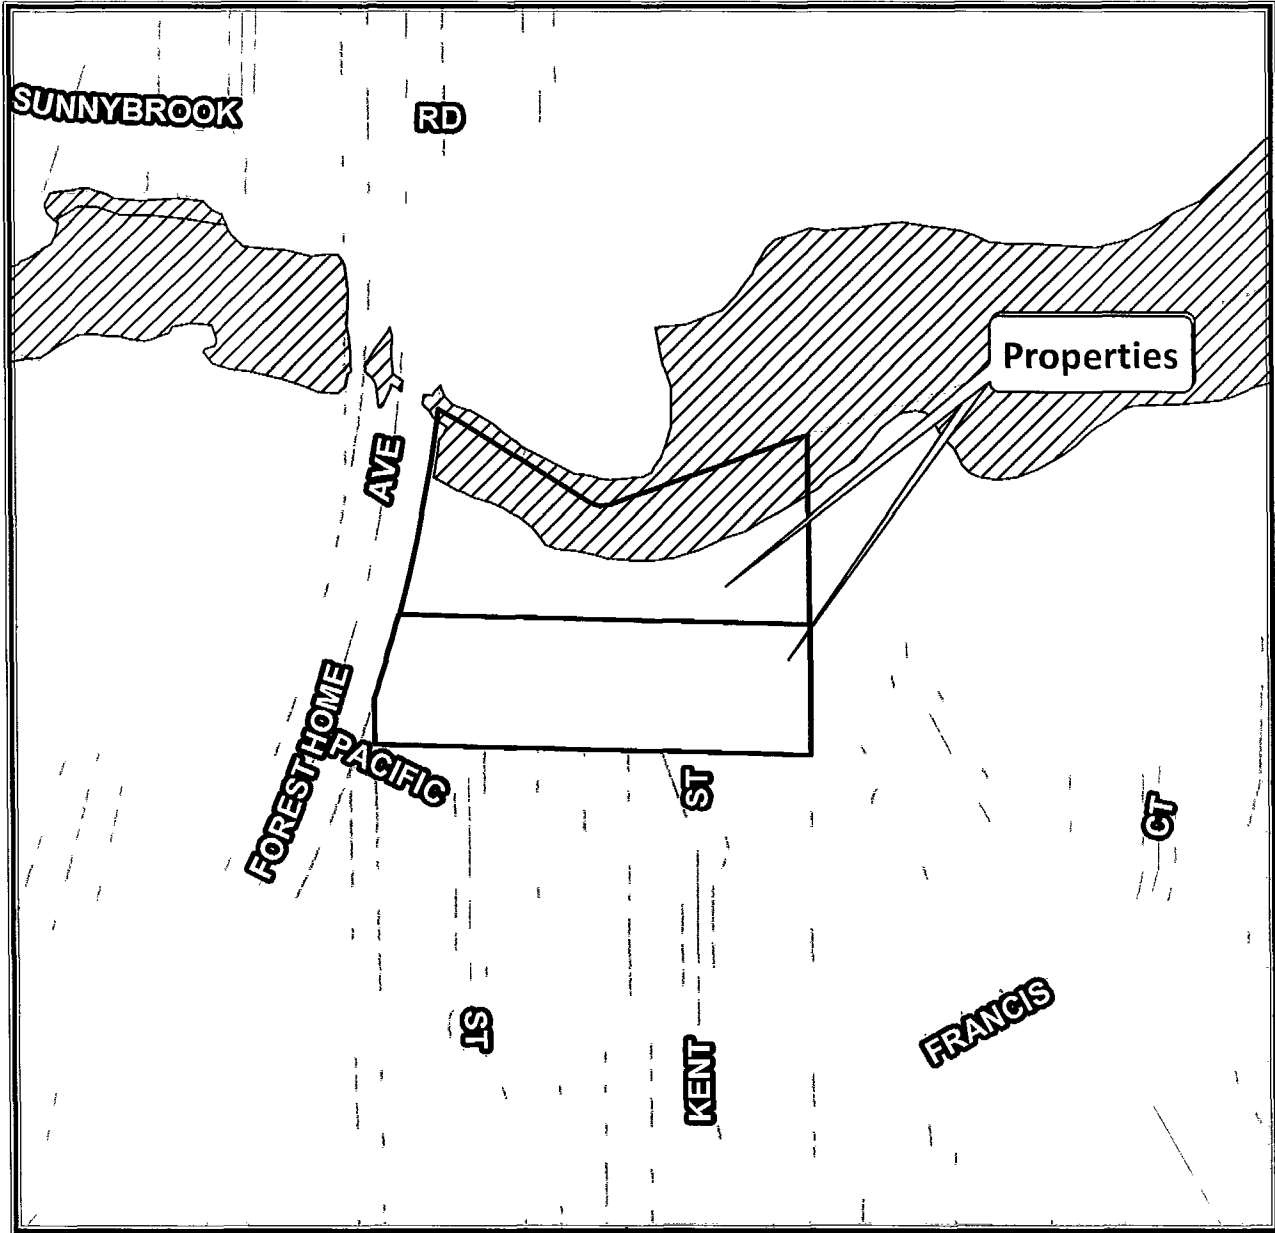 SUNNYBROOK RD
Properties
AVE
FOREST HOME
PACIFIC
ST
CT
ST
FRANCIS
KENT